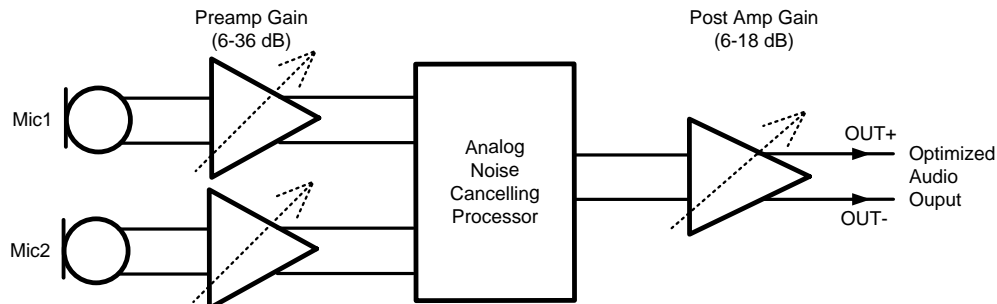 Preamp Gain
(6-36 dB)
Post Amp Gain
(6-18 dB)
Mic1
Mic2
Analog
Noise
Cancelling
Processor
OUT+
OUT-
Optimized
Audio
Ouput